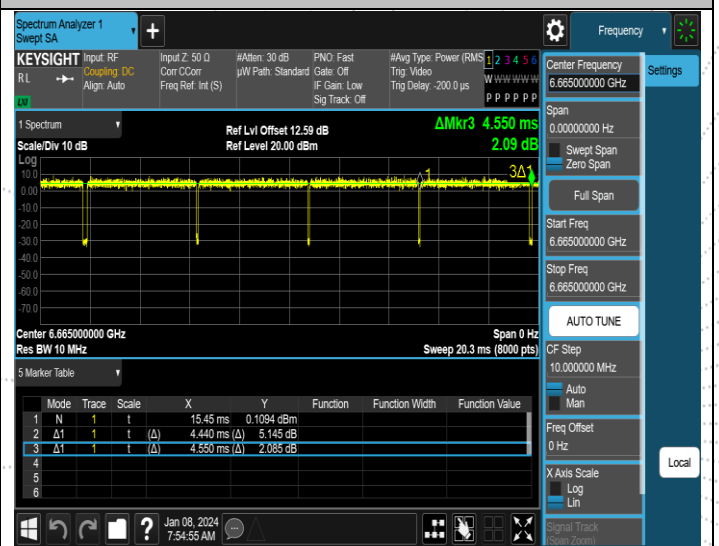 Spectrum Analyzer 1
Swept SA
+
Frequency
KEYSIGHT
RL
LXI
Input: RF
Coupling: DC
Align: Auto
Input Z: 50 Ω
Corr CCorr
Freq Ref: Int (S)
#Atten: 30 dB
µW Path: Standard
PNO: Fast
Gate: Off
IF Gain: Low
Sig Track: Off
#Avg Type: Power (RMS
Trig: Video
Trig Delay: -200.0 µs
1 2 3 4 5 6
W W W W W W
P P P P P P
1 Spectrum
Scale/Div 10 dB
Ref Lvl Offset 12.59 dB
Ref Level 20.00 dBm
ΔMkr3 4.550 ms
2.09 dB
Log
10.0
0.00
-10.0
-20.0
-30.0
-40.0
-50.0
-60.0
-70.0
1
3Δ1
Center 6.665000000 GHz
Res BW 10 MHz
Span 0 Hz
Sweep 20.3 ms (8000 pts)
5 Marker Table
Mode Trace Scale X Y Function Function Width Function Value
1 N 1 t 15.45 ms 0.1094 dBm
2 Δ1 1 t (Δ) 4.440 ms (Δ) 5.145 dB
3 Δ1 1 t (Δ) 4.550 ms (Δ) 2.085 dB
4
5
6
?
Jan 08, 2024
7:54:55 AM
Center Frequency
6.665000000 GHz
Settings
Span
0.00000000 Hz
Swept Span
Zero Span
Full Span
Start Freq
6.665000000 GHz
Stop Freq
6.665000000 GHz
AUTO TUNE
CF Step
10.000000 MHz
Auto
Man
Freq Offset
0 Hz
X Axis Scale
Log
Lin
Local
Signal Track
(Span Zoom)